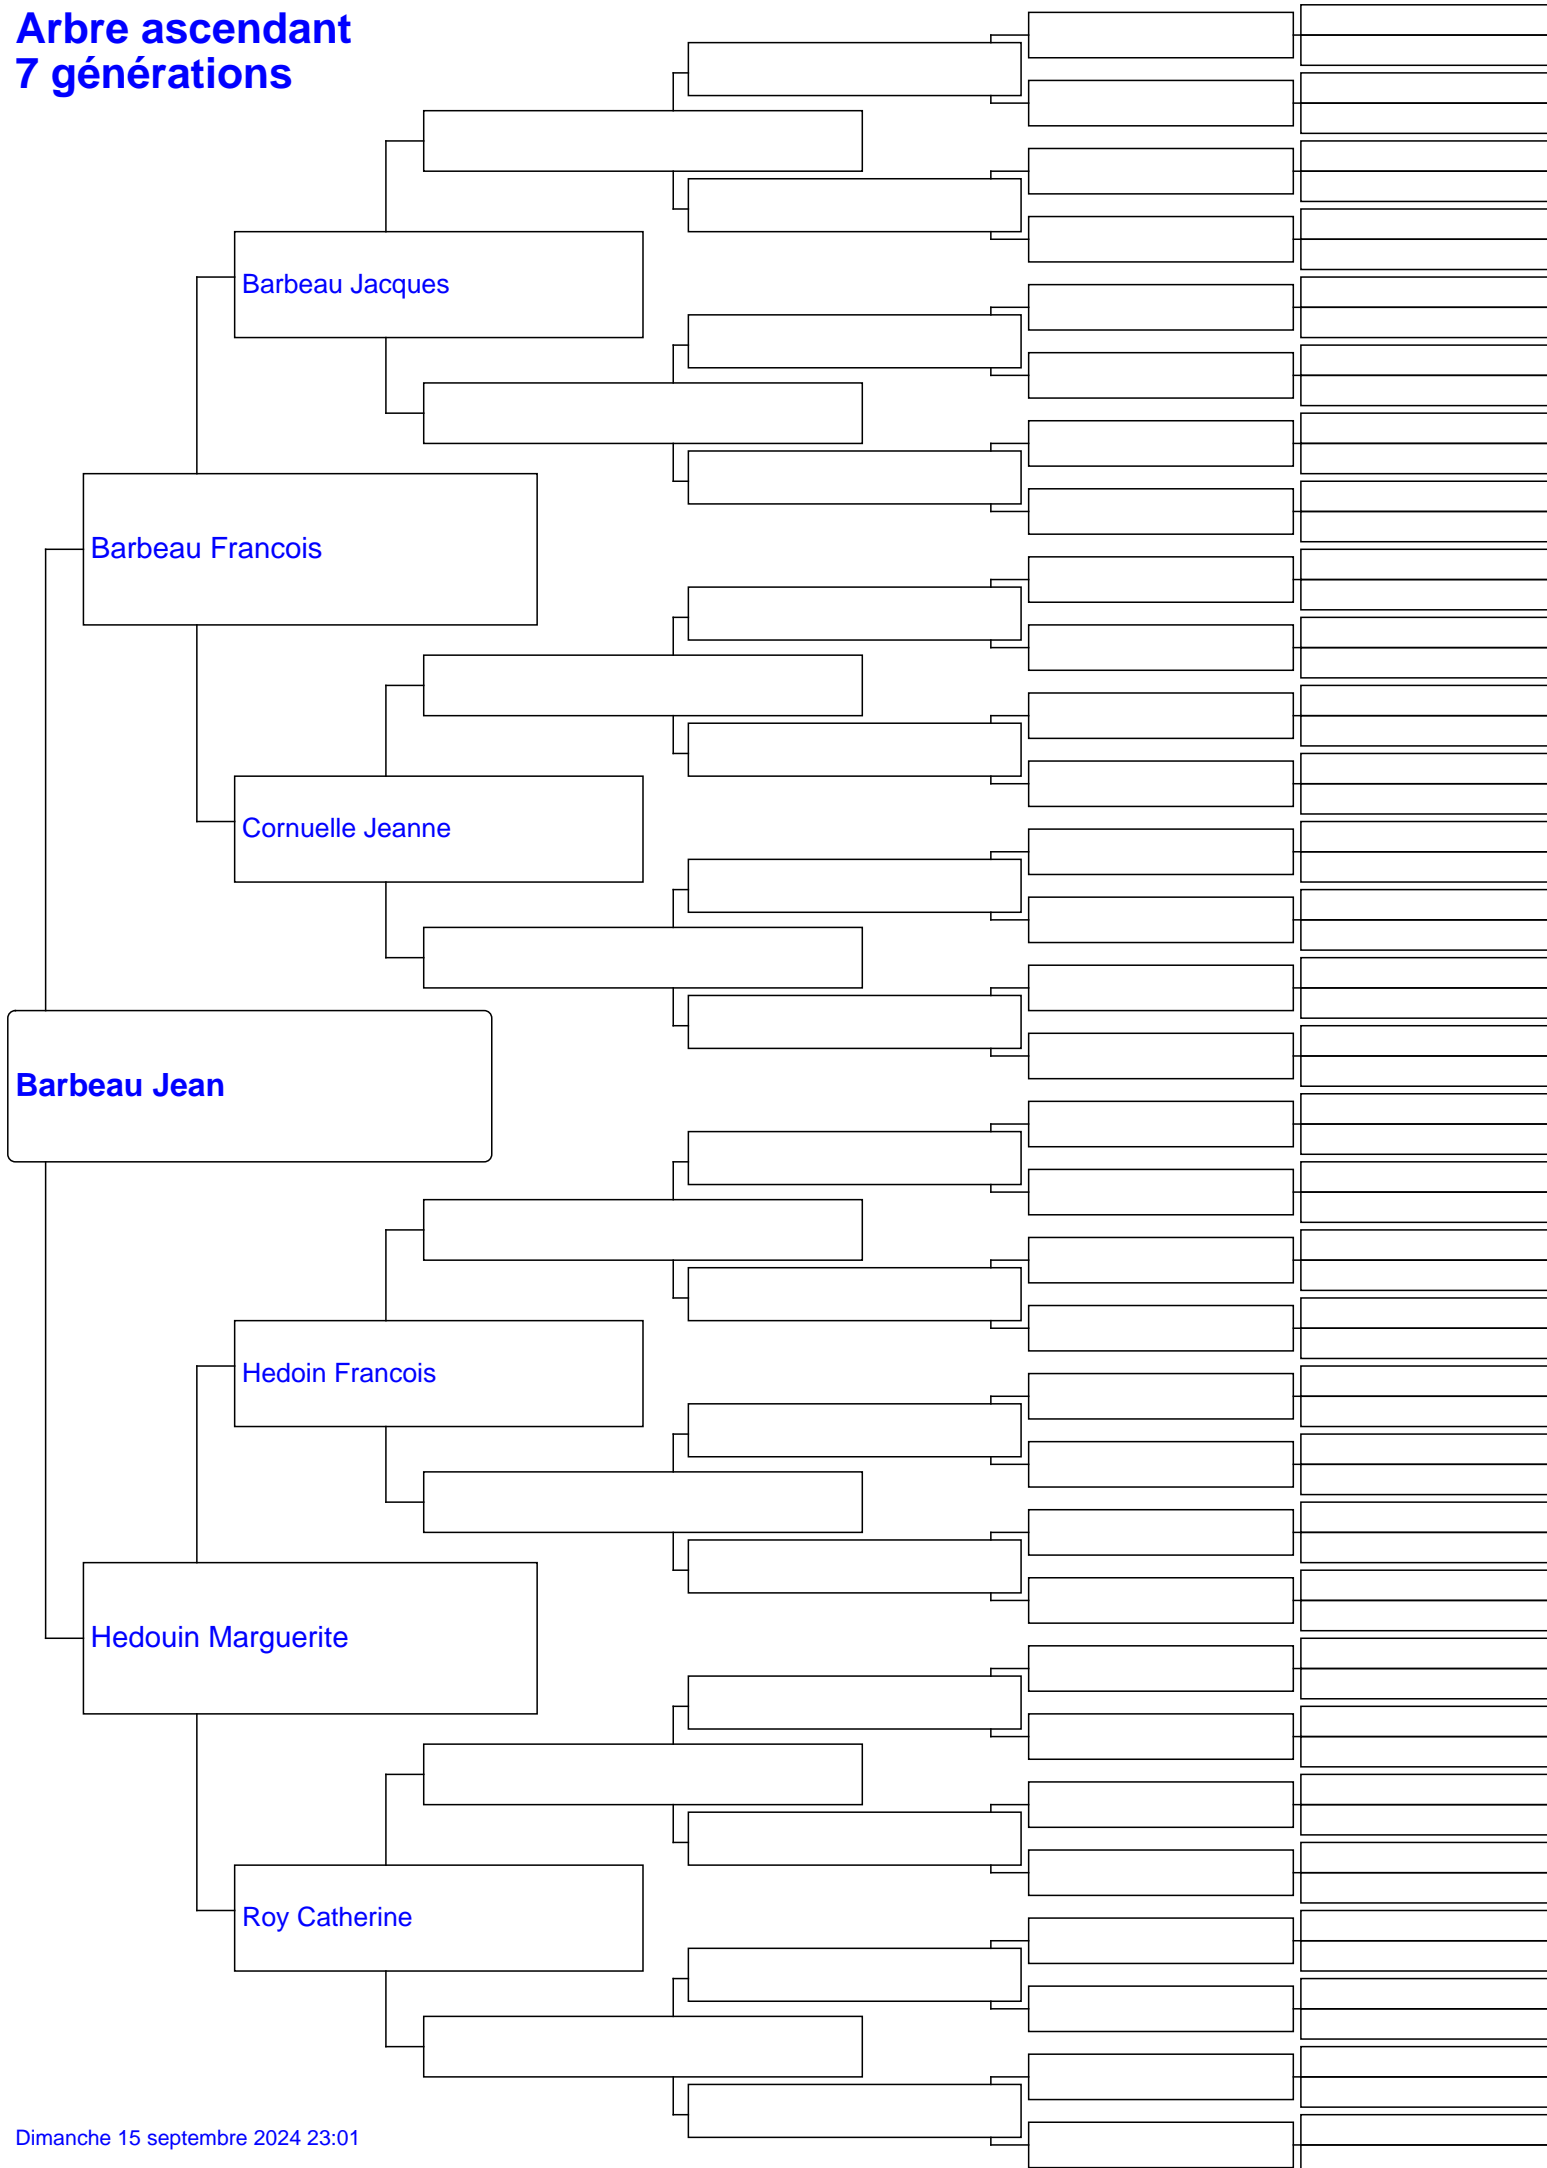 Arbre ascendant
7 générations
Barbeau Jacques
Barbeau Francois
Cornuelle Jeanne
Barbeau Jean
Hedoin Francois
Hedouin Marguerite
Roy Catherine
Dimanche 15 septembre 2024 23:01